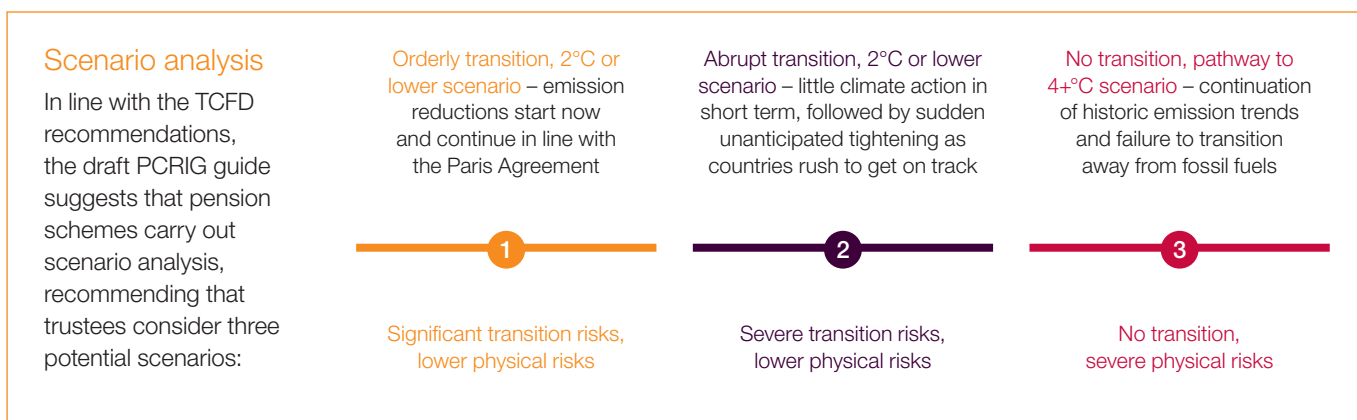 Scenario analysis
In line with the TCFD
recommendations,
the draft PCRIG guide
suggests that pension
schemes carry out
scenario analysis,
recommending that
trustees consider three
potential scenarios:
Orderly transition, 2°C or
lower scenario – emission
reductions start now
and continue in line with
the Paris Agreement
1
Significant transition risks,
lower physical risks
Abrupt transition, 2°C or lower
scenario – little climate action in
short term, followed by sudden
unanticipated tightening as
countries rush to get on track
2
Severe transition risks,
lower physical risks
No transition, pathway to
4+°C scenario – continuation
of historic emission trends
and failure to transition
away from fossil fuels
3
No transition,
severe physical risks